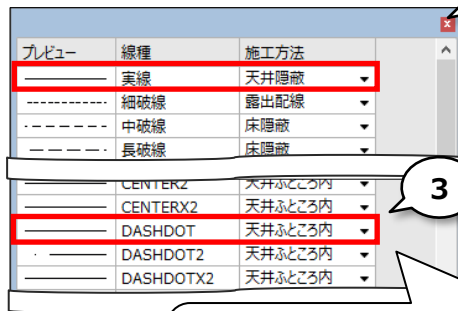 プレビュー 線種 施工方法
実線 天井隠蔽
細破線 露出配線
中破線 床隠蔽
長破線 床隠蔽
CENTER2 天井ふところ内
CENTERX2 天井ふところ内
3
DASHDOT 天井ふところ内
DASHDOT2 天井ふところ内
DASHDOTX2 天井ふところ内